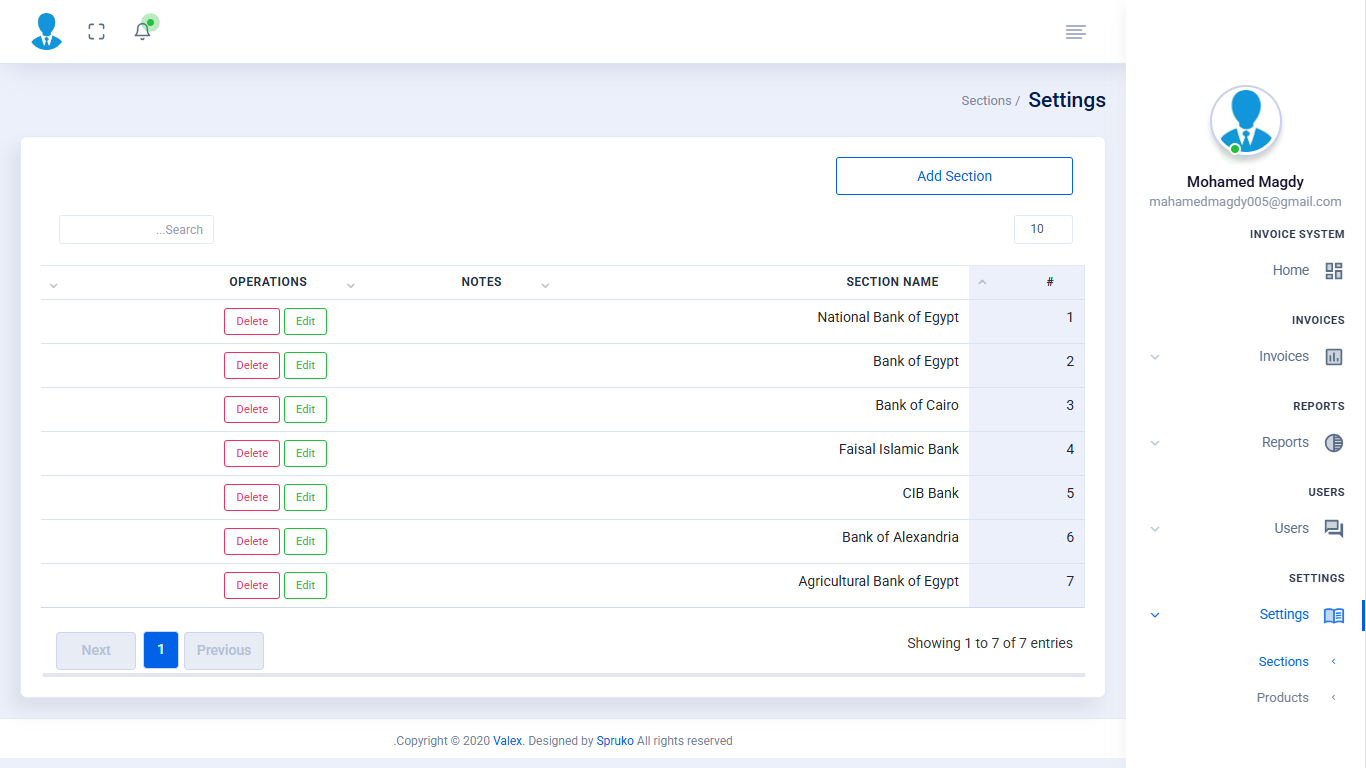 Settings
Sections /
Add Section
10
...Search
# SECTION NAME NOTES OPERATIONS
1 National Bank of Egypt Edit Delete
2 Bank of Egypt Edit Delete
3 Bank of Cairo Edit Delete
4 Faisal Islamic Bank Edit Delete
5 CIB Bank Edit Delete
6 Bank of Alexandria Edit Delete
7 Agricultural Bank of Egypt Edit Delete
Showing 1 to 7 of 7 entries
Previous 1 Next
.Copyright © 2020 Valex. Designed by Spruko All rights reserved
Mohamed Magdy
mahamedmagdy005@gmail.com
INVOICE SYSTEM
Home
INVOICES
Invoices
REPORTS
Reports
USERS
Users
SETTINGS
Settings
Sections
Products